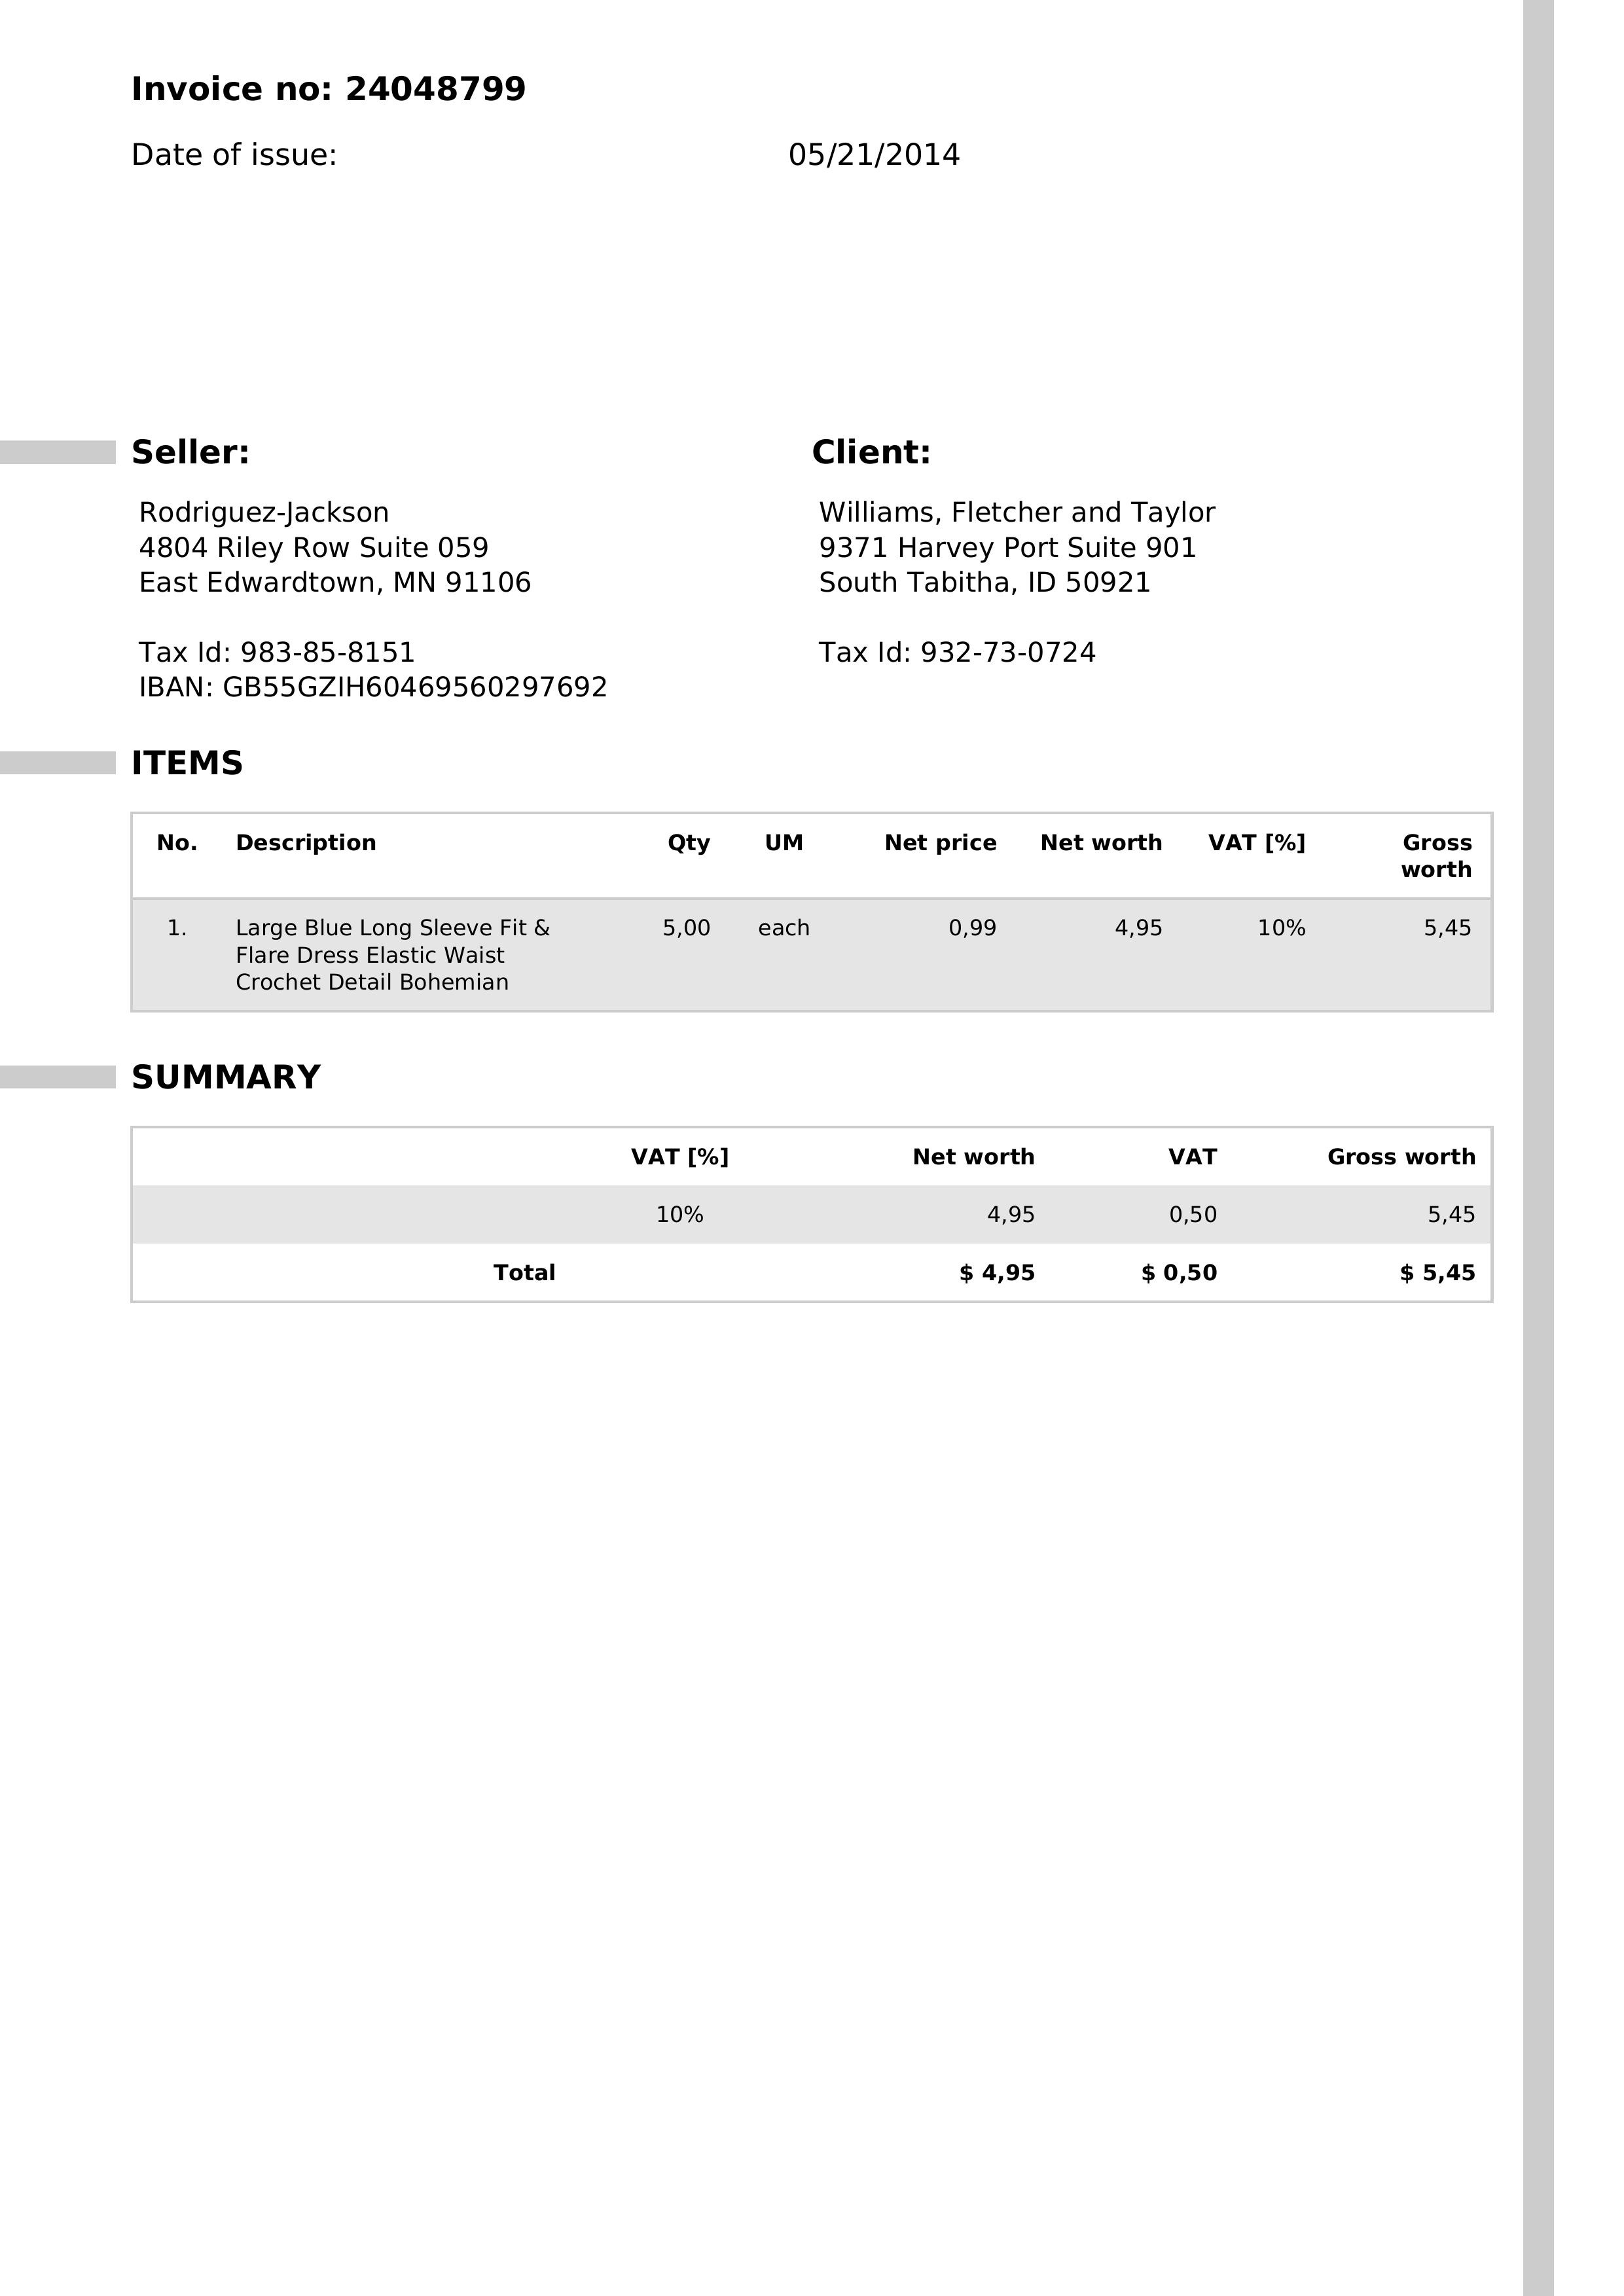 Invoice no: 24048799
Date of issue: 05/21/2014
Seller:
Rodriguez-Jackson
4804 Riley Row Suite 059
East Edwardtown, MN 91106
Tax Id: 983-85-8151
IBAN: GB55GZIH60469560297692
Client:
Williams, Fletcher and Taylor
9371 Harvey Port Suite 901
South Tabitha, ID 50921
Tax Id: 932-73-0724
ITEMS
No. Description Qty UM Net price Net worth VAT [%] Gross
worth
1. Large Blue Long Sleeve Fit & 5,00 each 0,99 4,95 10% 5,45
Flare Dress Elastic Waist
Crochet Detail Bohemian
SUMMARY
VAT [%] Net worth VAT Gross worth
10% 4,95 0,50 5,45
Total $ 4,95 $ 0,50 $ 5,45